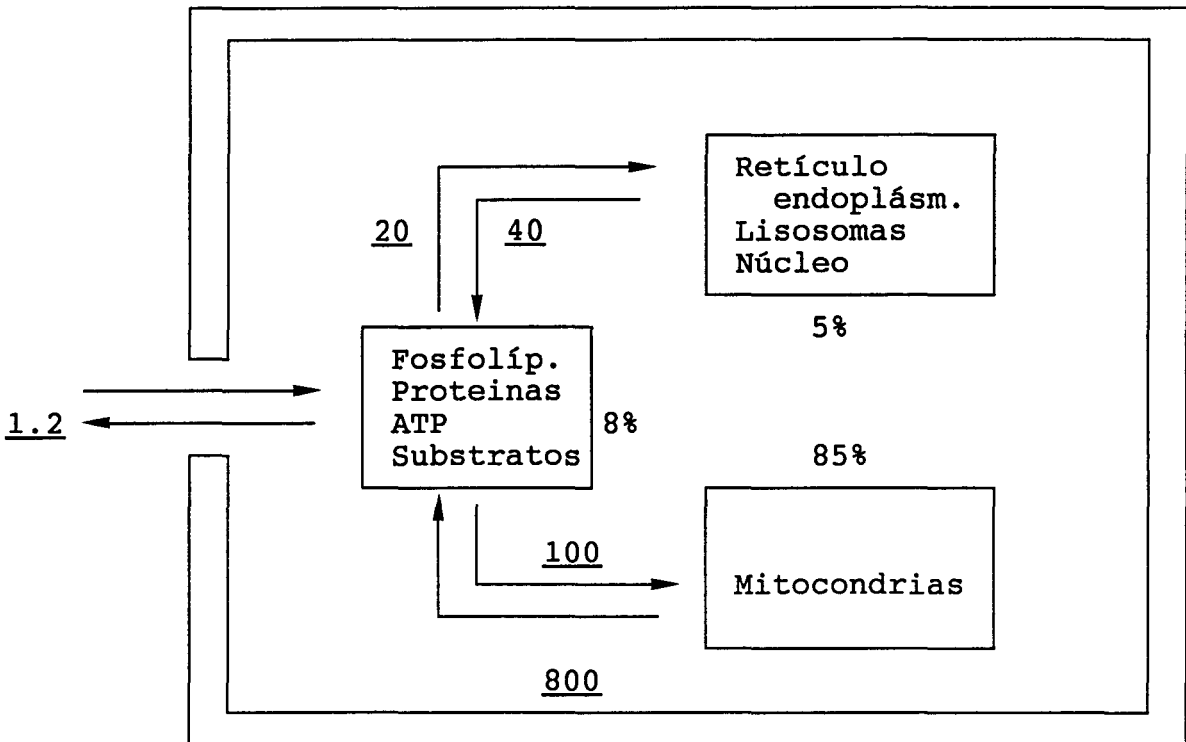 Retículo
endoplásm.
Lisosomas
Núcleo
20
40
5%
Fosfolíp.
Proteinas
ATP
Substratos
8%
1.2
85%
100
Mitocondrias
800